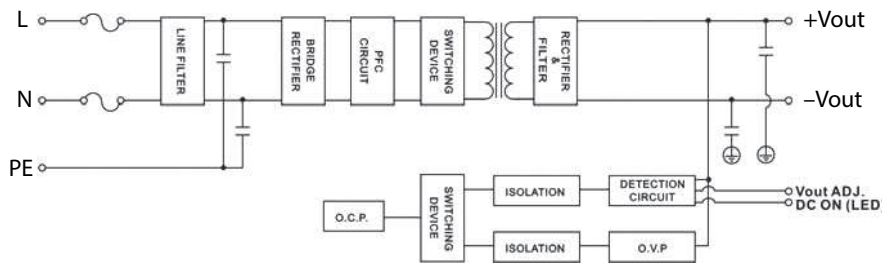 L
+Vout
LINE FILTER
BRIDGE
RECTIFIER
PFC
CIRCUIT
SWITCHING
DEVICE
RECTIFIER
&
FILTER
N
–Vout
PE
SWITCHING
DEVICE
ISOLATION
DETECTION
CIRCUIT
Vout ADJ.
DC ON (LED)
O.C.P.
ISOLATION
O.V.P